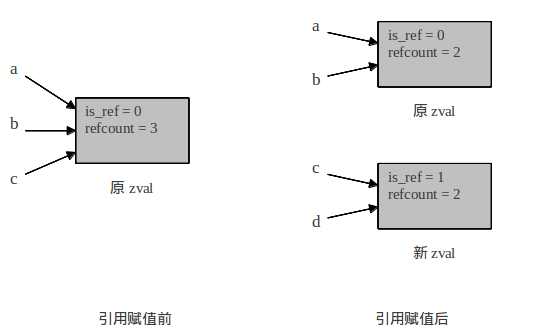 a
b
c
is_ref = 0
refcount = 3
原 zval
引用赋值前
a
b
is_ref = 0
refcount = 2
原 zval
c
d
is_ref = 1
refcount = 2
新 zval
引用赋值后